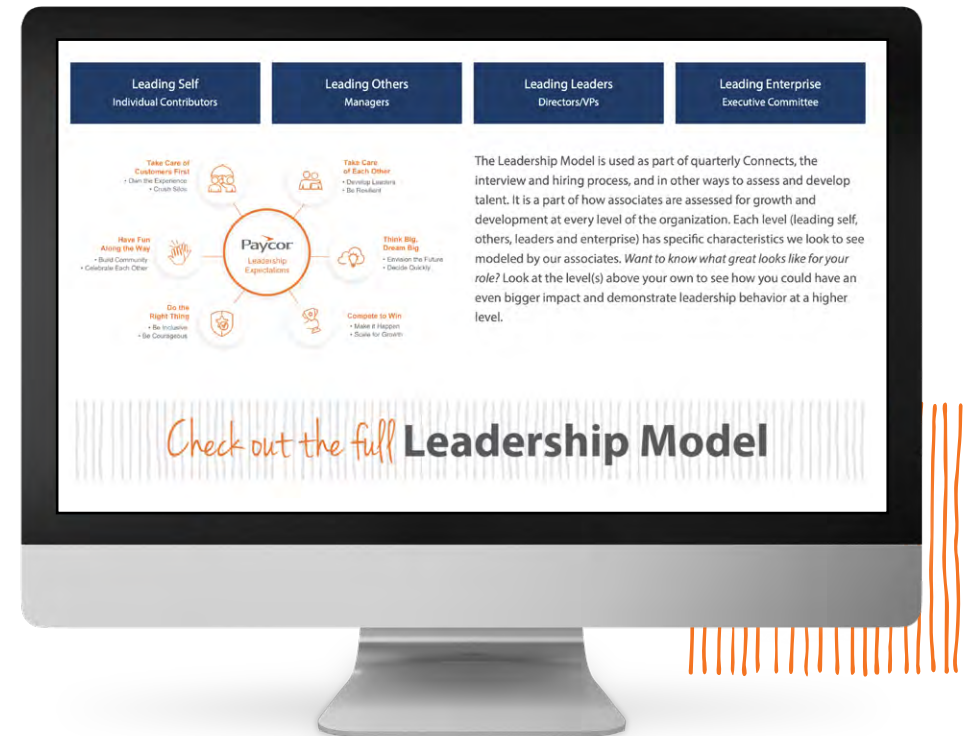 Leading Self
Individual Contributors
Leading Others
Managers
Leading Leaders
Directors/VPs
Leading Enterprise
Executive Committee
Take Care of
Customers First
• Own the Experience
• Crush Silos
Take Care
of Each Other
• Develop Leaders
• Be Resilient
Have Fun
Along the Way
• Build Community
• Celebrate Each Other
Paycor
Leadership
Expectations
Think Big,
Dream Big
• Envision the Future
• Decide Quickly
Do the
Right Thing
• Be Inclusive
• Be Courageous
Compete to Win
• Make it Happen
• Scale for Growth
The Leadership Model is used as part of quarterly Connects, the
interview and hiring process, and in other ways to assess and develop
talent. It is a part of how associates are assessed for growth and
development at every level of the organization. Each level (leading self,
others, leaders and enterprise) has specific characteristics we look to see
modeled by our associates. Want to know what great looks like for your
role? Look at the level(s) above your own to see how you could have an
even bigger impact and demonstrate leadership behavior at a higher
level.
Check out the full Leadership Model